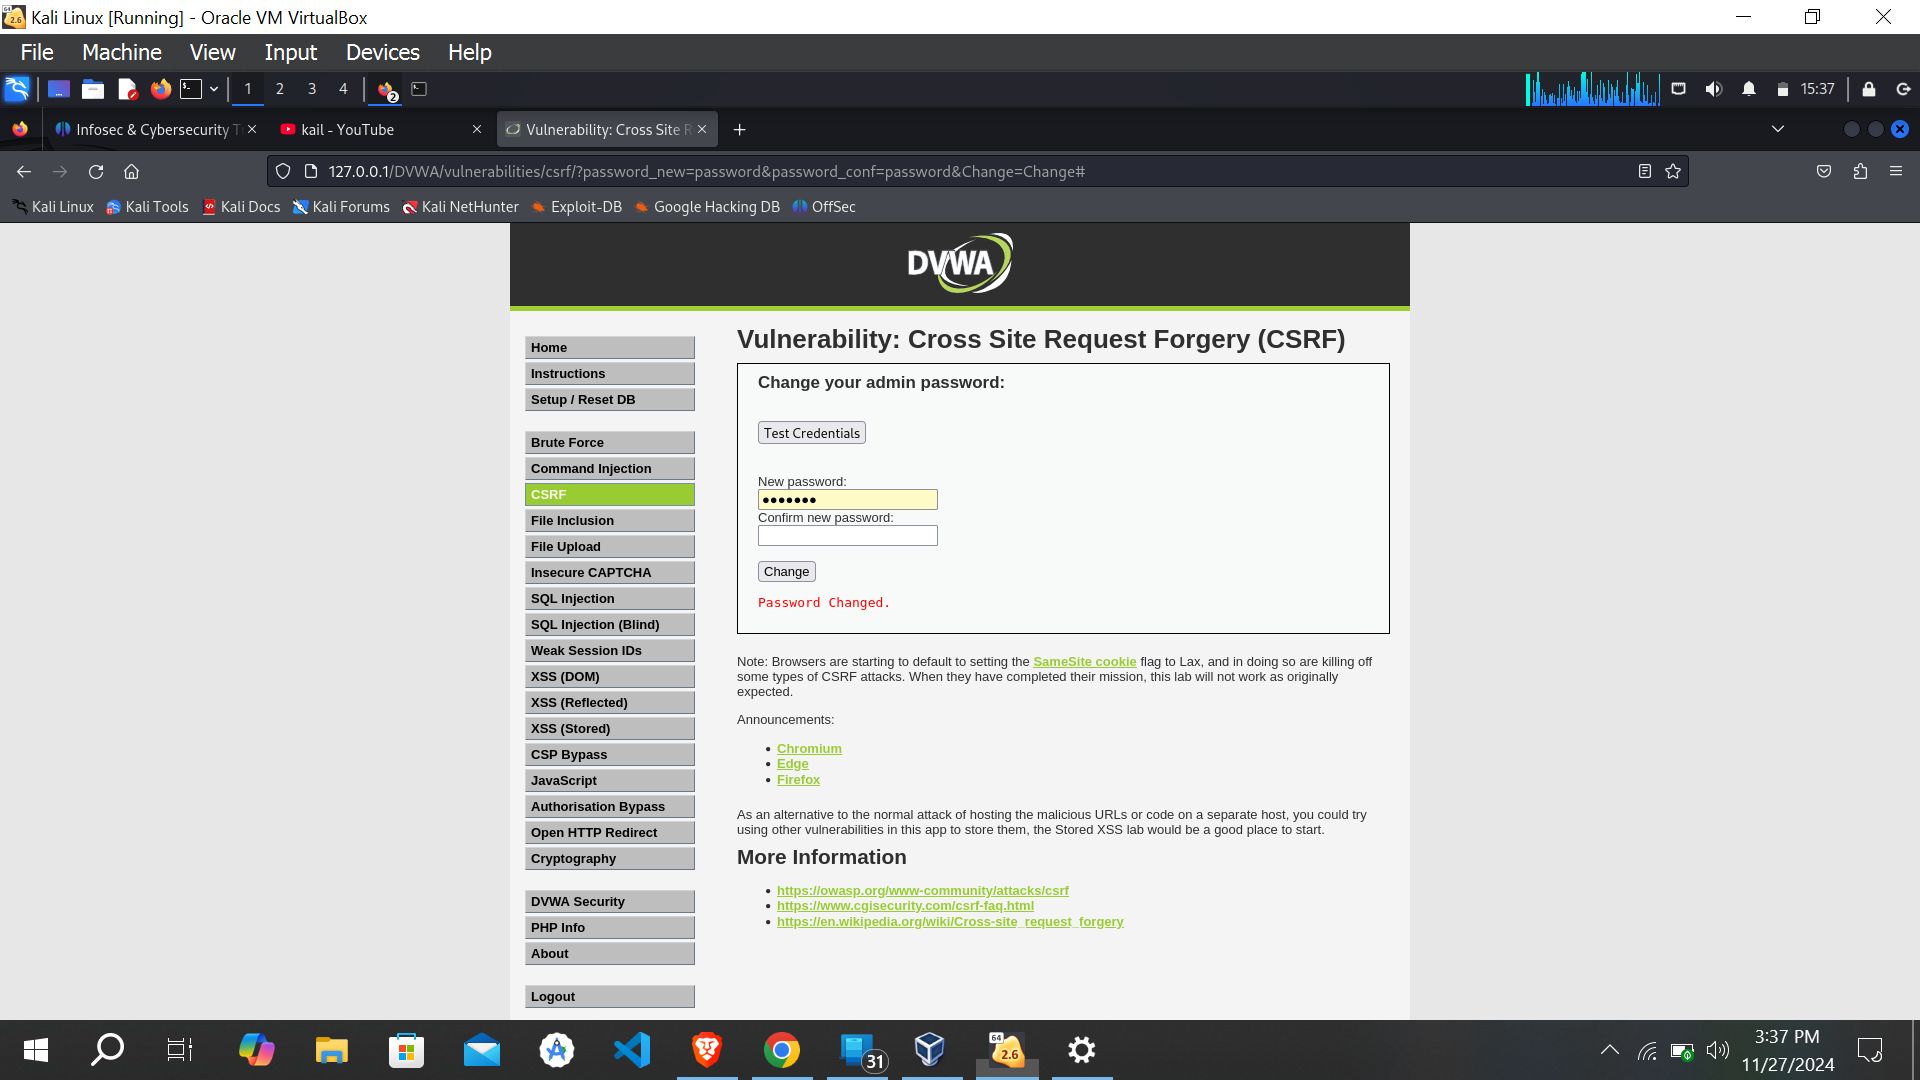 Kali Linux [Running] - Oracle VM VirtualBox
File Machine View Input Devices Help
1 2 3 4 2 15:37
Infosec & Cybersecurity T kail - YouTube Vulnerability: Cross Site R
127.0.0.1/DVWA/vulnerabilities/csrf/?password_new=password&password_conf=password&Change=Change#
Kali Linux Kali Tools Kali Docs Kali Forums Kali NetHunter Exploit-DB Google Hacking DB OffSec
DVWA
Home
Instructions
Setup / Reset DB
Brute Force
Command Injection
CSRF
File Inclusion
File Upload
Insecure CAPTCHA
SQL Injection
SQL Injection (Blind)
Weak Session IDs
XSS (DOM)
XSS (Reflected)
XSS (Stored)
CSP Bypass
JavaScript
Authorisation Bypass
Open HTTP Redirect
Cryptography
DVWA Security
PHP Info
About
Logout
Vulnerability: Cross Site Request Forgery (CSRF)
Change your admin password:
Test Credentials
New password:
●●●●●●●
Confirm new password:
Change
Password Changed.
Note: Browsers are starting to default to setting the SameSite cookie flag to Lax, and in doing so are killing off
some types of CSRF attacks. When they have completed their mission, this lab will not work as originally
expected.
Announcements:
• Chromium
• Edge
• Firefox
As an alternative to the normal attack of hosting the malicious URLs or code on a separate host, you could try
using other vulnerabilities in this app to store them, the Stored XSS lab would be a good place to start.
More Information
• https://owasp.org/www-community/attacks/csrf
• https://www.cgisecurity.com/csrf-faq.html
• https://en.wikipedia.org/wiki/Cross-site_request_forgery
31 64 2.6 3:37 PM
11/27/2024